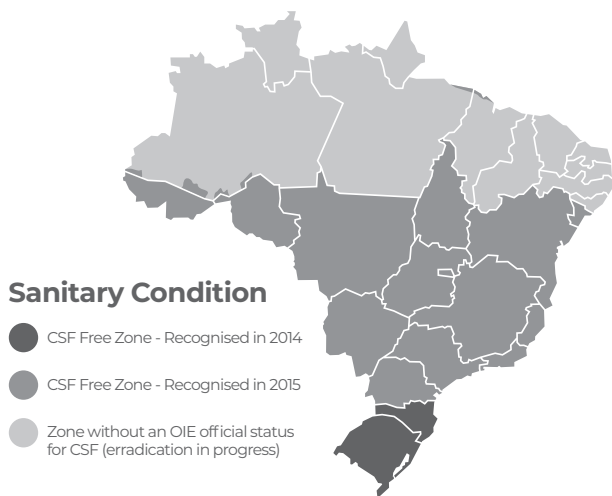 Sanitary Condition
CSF Free Zone - Recognised in 2014
CSF Free Zone - Recognised in 2015
Zone without an OIE official status
for CSF (erradication in progress)